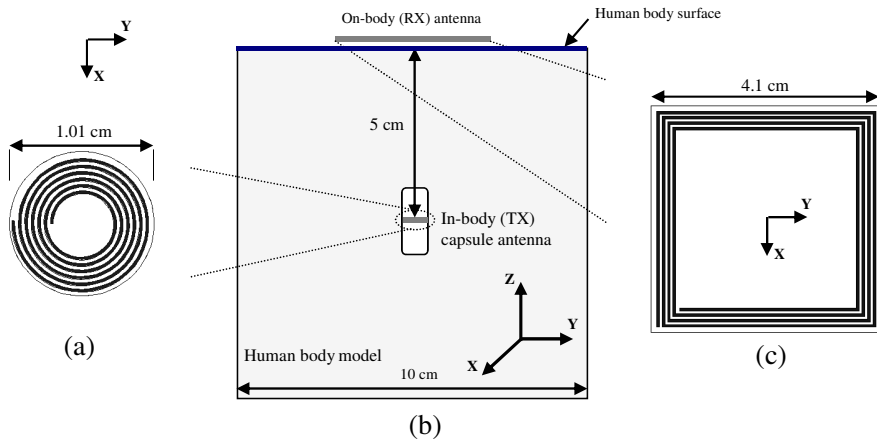 On-body (RX) antenna
Human body surface
Y
X
1.01 cm
(a)
5 cm
In-body (TX)
capsule antenna
Z
Y
X
Human body model
10 cm
(b)
4.1 cm
Y
X
(c)